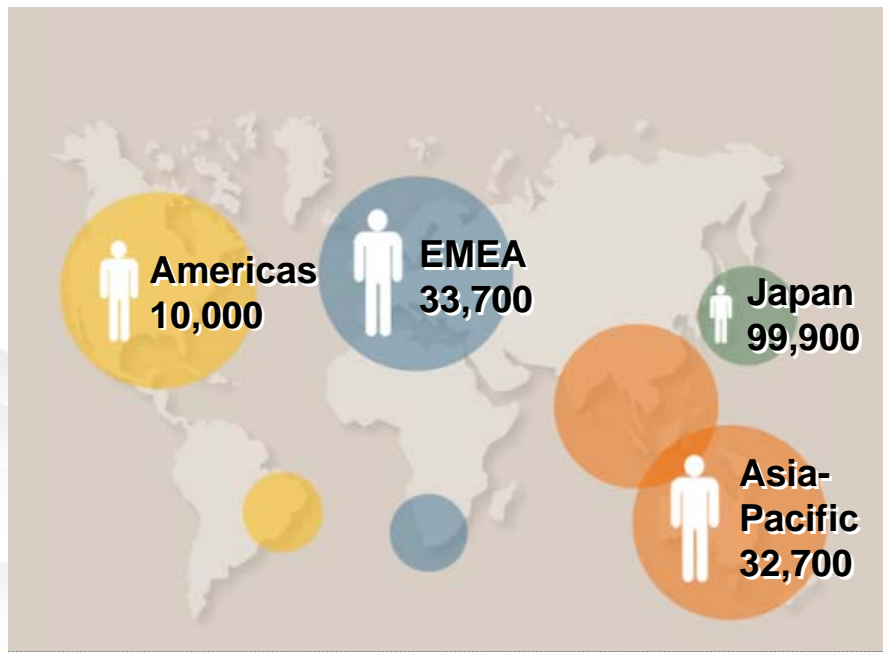 Americas
10,000
EMEA
33,700
Japan
99,900
Asia-
Pacific
32,700